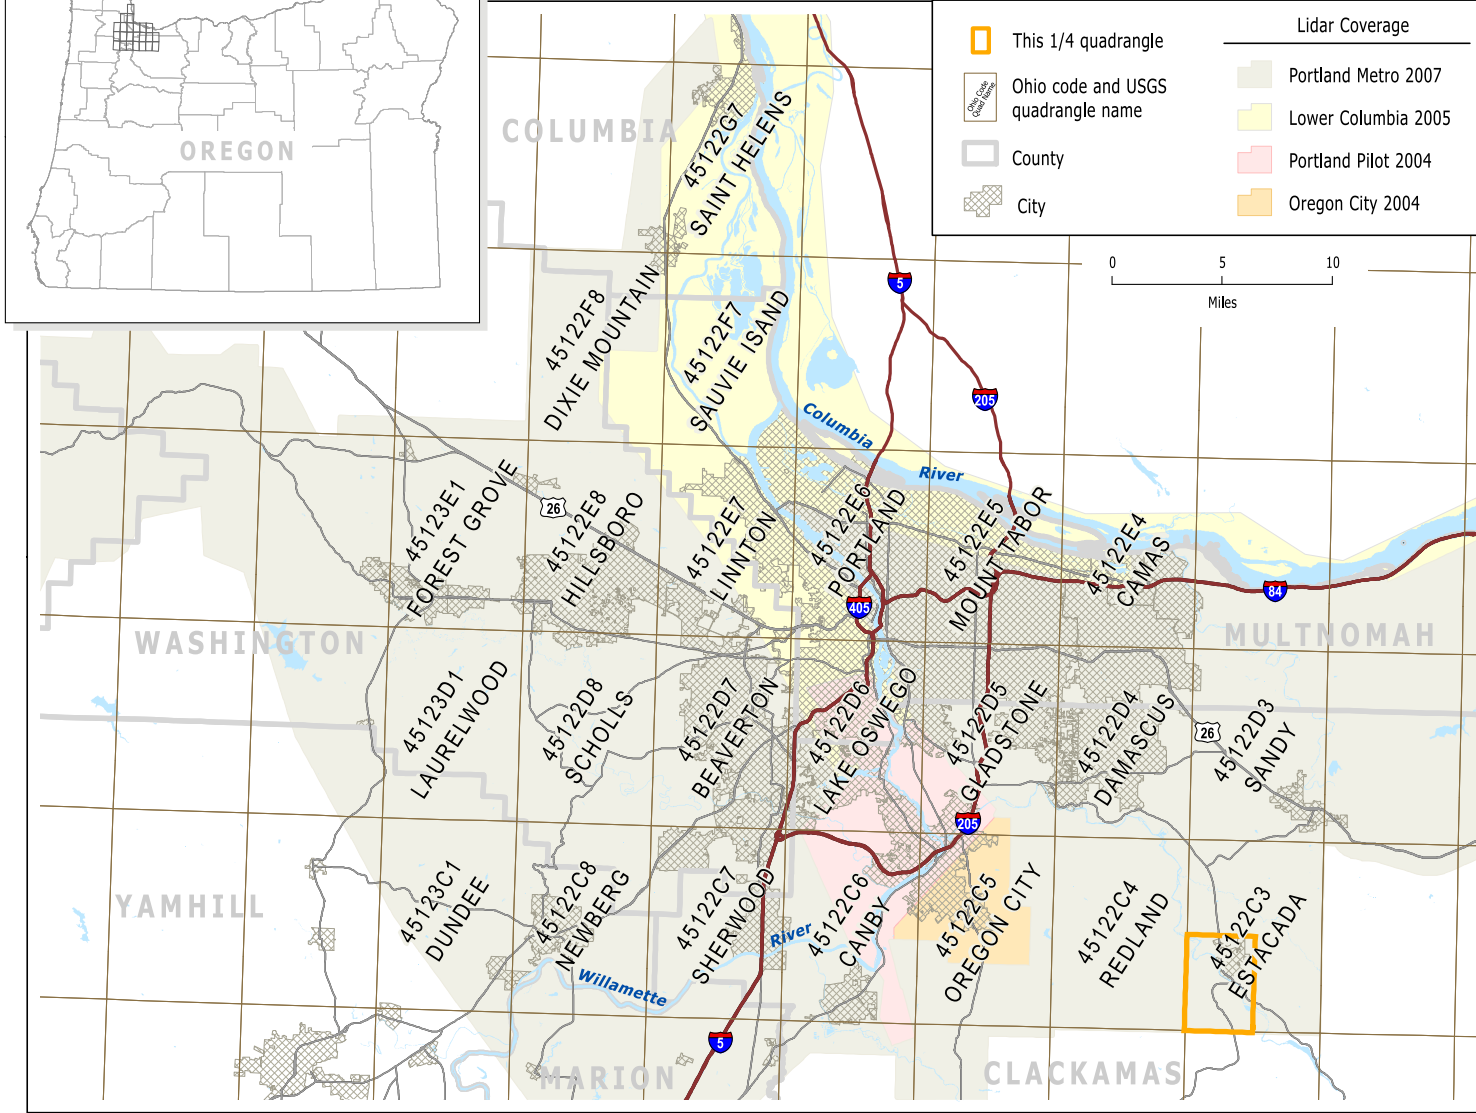 OREGON
This 1/4 quadrangle
Ohio Code
Quad Name
Ohio code and USGS
quadrangle name
County
City
Lidar Coverage
Portland Metro 2007
Lower Columbia 2005
Portland Pilot 2004
Oregon City 2004
0 5 10
Miles
COLUMBIA
45122G7
SAINT HELENS
5
45122F8
DIXIE MOUNTAIN
45122F7
SAUVIE ISAND
205
Columbia
River
45123E1
FOREST GROVE
26
45122E8
HILLSBORO
45122E7
LINNTON
45122E6
PORTLAND
45122E5
MOUNT TABOR
45122E4
CAMAS
405
84
WASHINGTON
MULTNOMAH
45123D1
LAURELWOOD
45122D8
SCHOLLS
45122D7
BEAVERTON
45122D6
LAKE OSWEGO
45122D5
GLADSTONE
45122D4
DAMASCUS
26
45122D3
SANDY
205
YAMHILL
45123C1
DUNDEE
45122C8
NEWBERG
45122C7
SHERWOOD
45122C6
CANBY
45122C5
OREGON CITY
45122C4
REDLAND
45122C3
ESTACADA
Willamette
River
5
MARION
CLACKAMAS